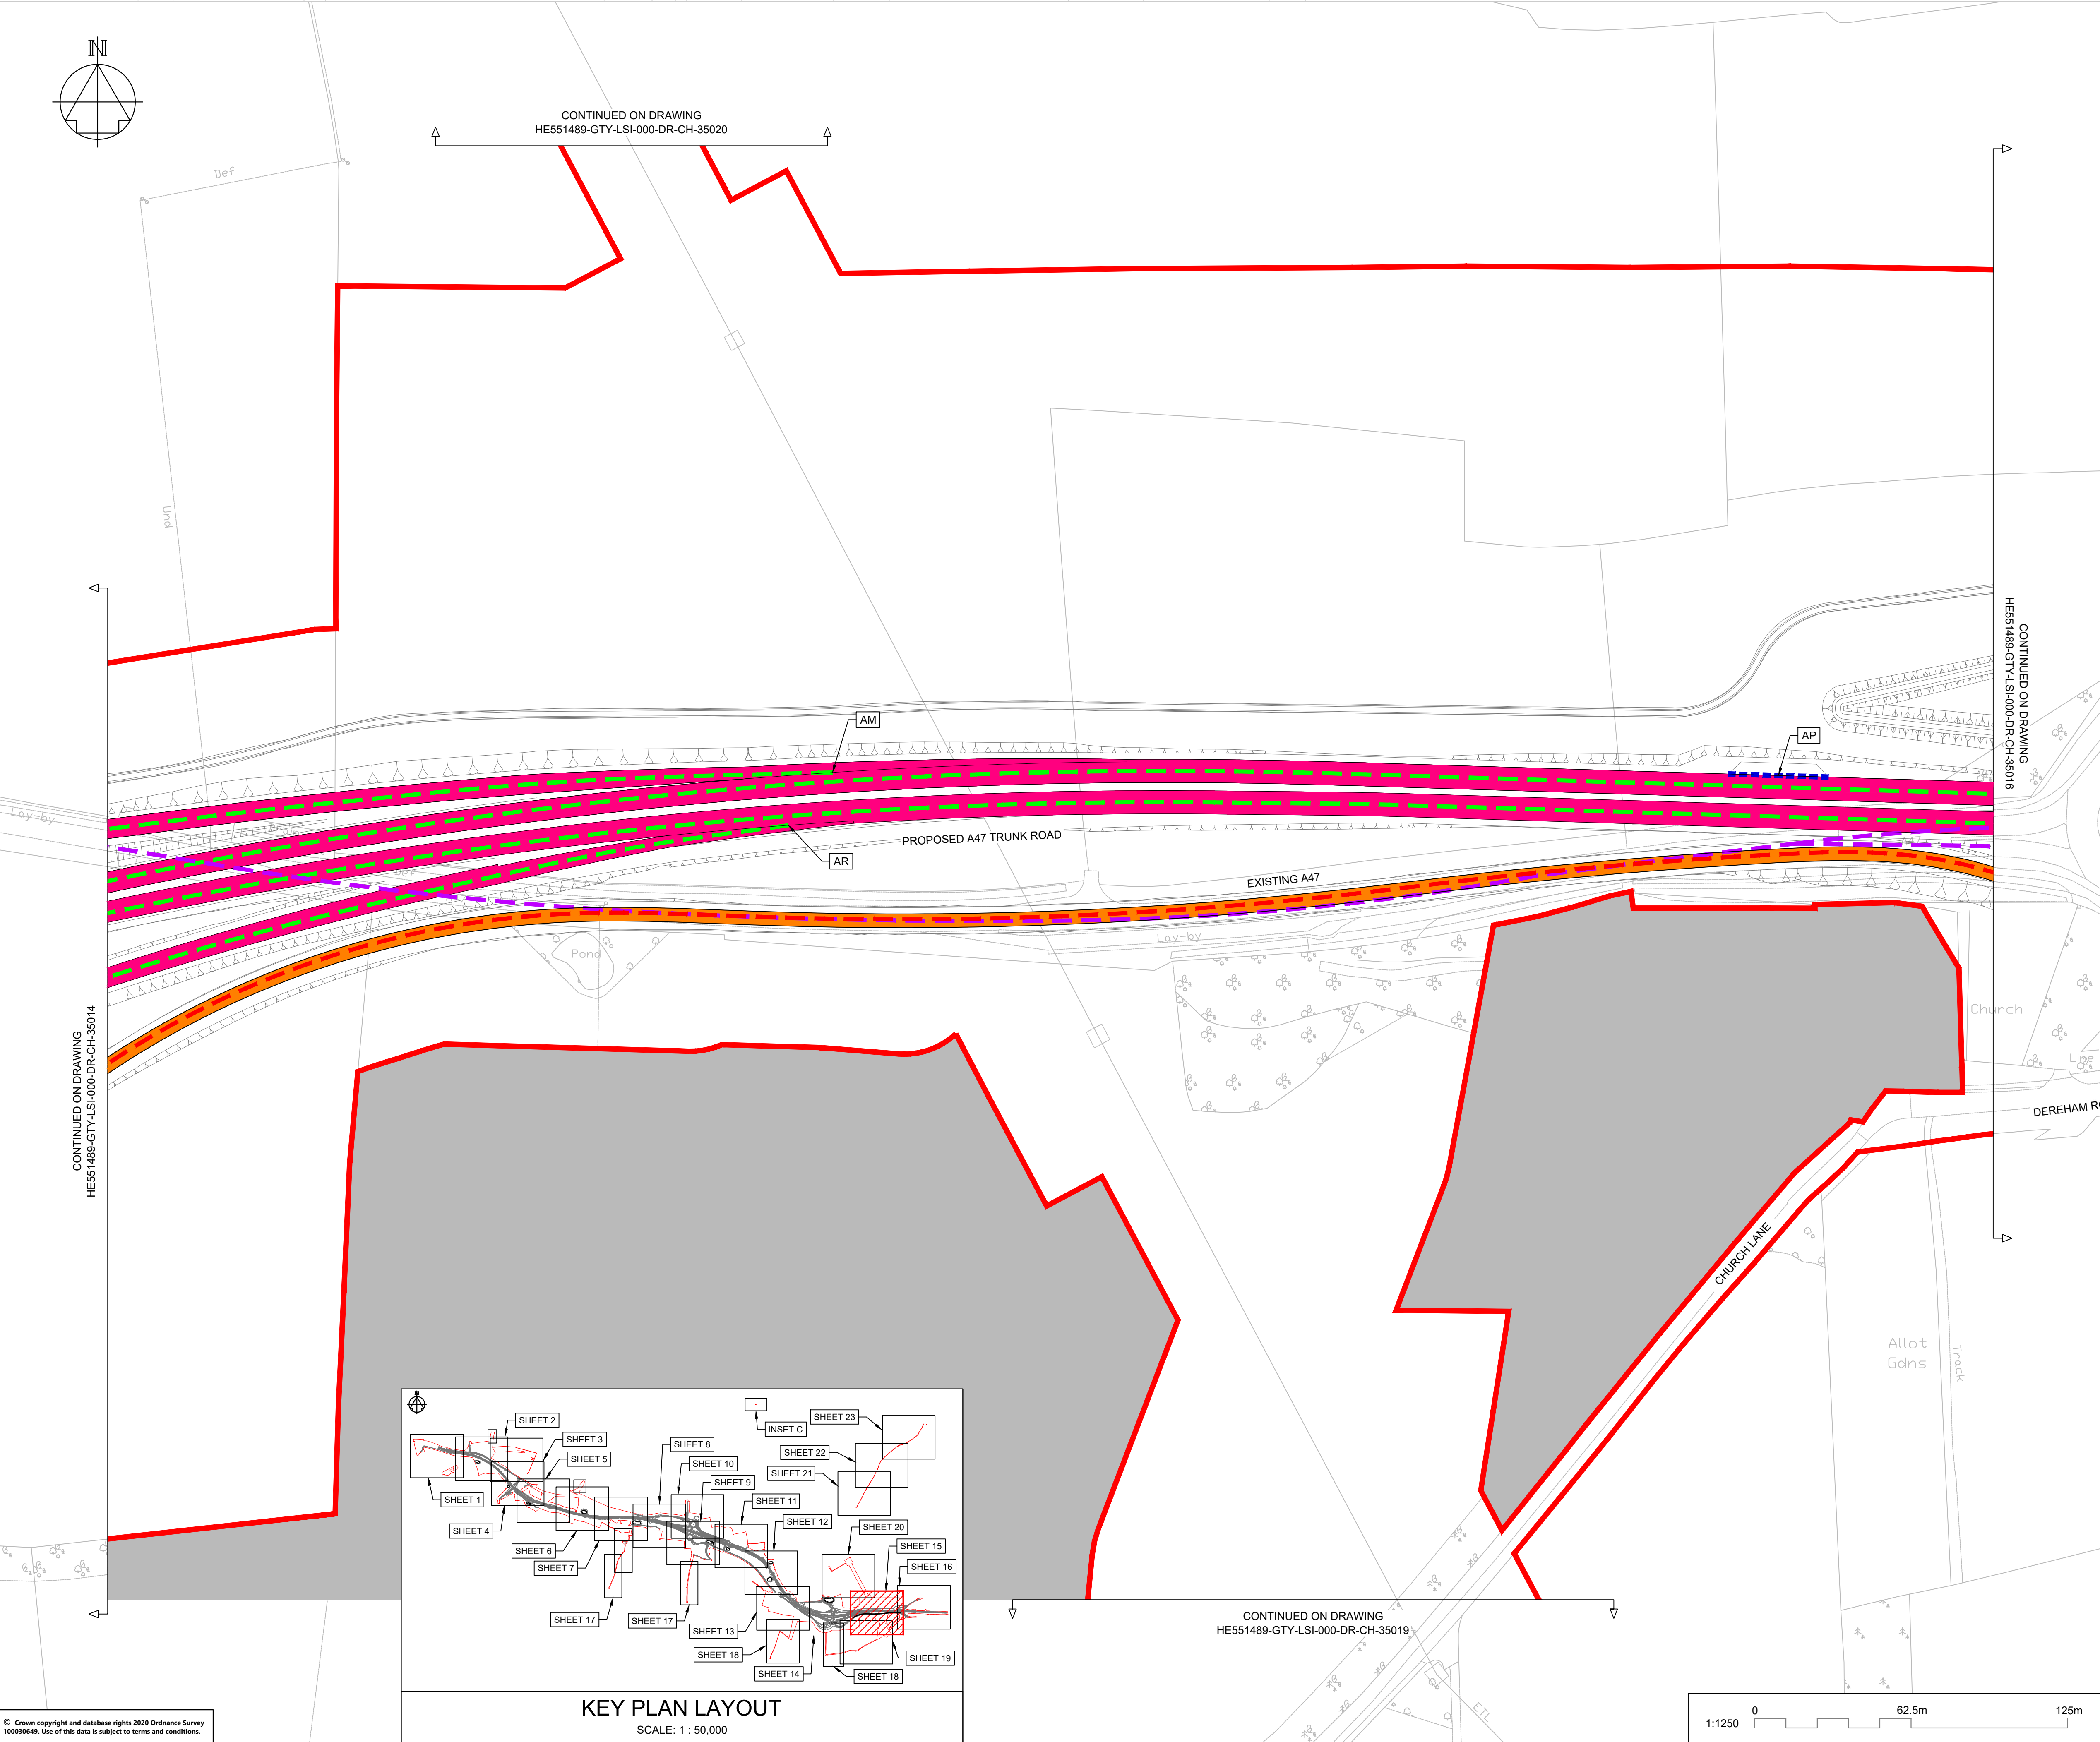 N
CONTINUED ON DRAWING
HE551489-GTY-LSI-000-DR-CH-35020
Def
Und
CONTINUED ON DRAWING
HE551489-GTY-LSI-000-DR-CH-35016
AM
AP
Lay-by
Drain
AR
PROPOSED A47 TRUNK ROAD
A47
Def
EXISTING A47
Lay-by
Pond
Church
CONTINUED ON DRAWING
HE551489-GTY-LSI-000-DR-CH-35014
DEREHAM R
CHURCH LANE
Allot
Gdns
Track
SHEET 23
SHEET 2
INSET C
SHEET 3
SHEET 8
SHEET 22
SHEET 5
SHEET 10
SHEET 21
SHEET 9
SHEET 1
SHEET 11
SHEET 12
SHEET 4
SHEET 20
SHEET 15
SHEET 6
SHEET 16
SHEET 7
SHEET 17
SHEET 17
SHEET 13
SHEET 18
SHEET 19
SHEET 14
SHEET 18
KEY PLAN LAYOUT
SCALE: 1 : 50,000
CONTINUED ON DRAWING
HE551489-GTY-LSI-000-DR-CH-35019
ETL
© Crown copyright and database rights 2020 Ordnance Survey
100030649. Use of this data is subject to terms and conditions.
1:1250
0
62.5m
125m